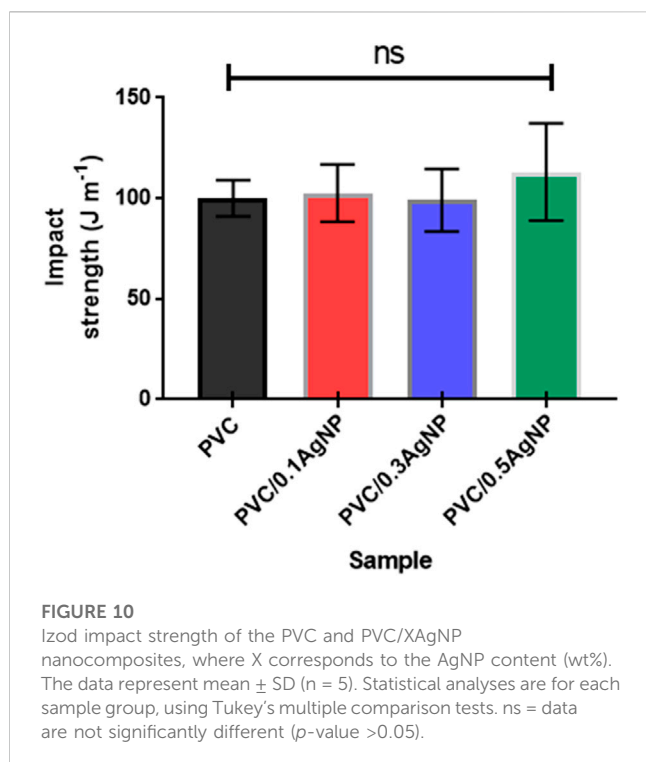 ns
150
100
50
0
Impact
strength (J m⁻¹)
PVC
PVC/0.1AgNP
PVC/0.3AgNP
PVC/0.5AgNP
Sample
FIGURE 10
Izod impact strength of the PVC and PVC/XAgNP
nanocomposites, where X corresponds to the AgNP content (wt%).
The data represent mean ± SD (n = 5). Statistical analyses are for each
sample group, using Tukey’s multiple comparison tests. ns = data
are not significantly different (p-value >0.05).